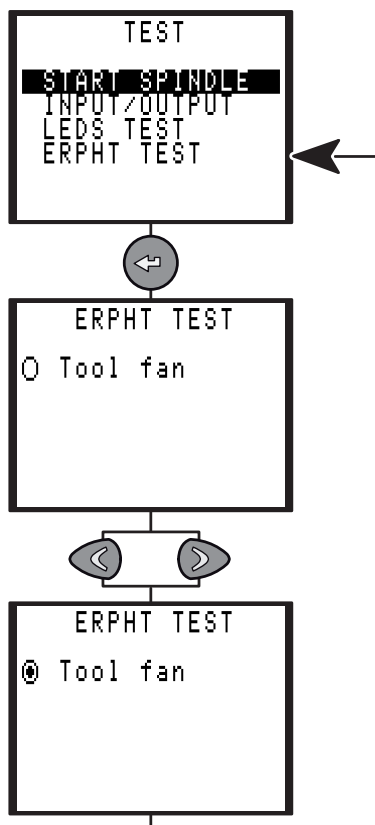 TEST
START SPINDLE
INPUT/OUTPUT
LEDS TEST
ERPHT TEST
ERPHT TEST
Tool fan
ERPHT TEST
Tool fan